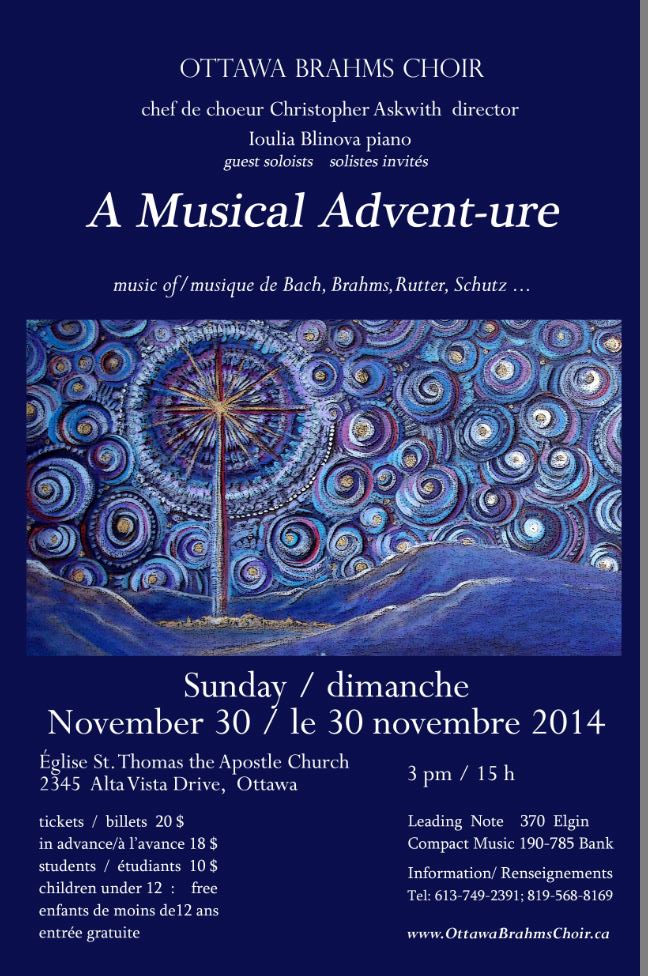 OTTAWA BRAHMS CHOIR
chef de choeur Christopher Askwith director
Ioulia Blinova piano
guest soloists solistes invités
A Musical Advent-ure
music of/musique de Bach, Brahms,Rutter, Schutz ...
Sunday / dimanche
November 30 / le 30 novembre 2014
Église St. Thomas the Apostle Church
2345 Alta Vista Drive, Ottawa
3 pm / 15 h
tickets / billets 20 $
in advance/à l'avance 18 $
students / étudiants 10 $
children under 12 : free
enfants de moins de12 ans
entrée gratuite
Leading Note 370 Elgin
Compact Music 190-785 Bank
Information/ Renseignements
Tel: 613-749-2391; 819-568-8169
www.OttawaBrahmsChoir.ca